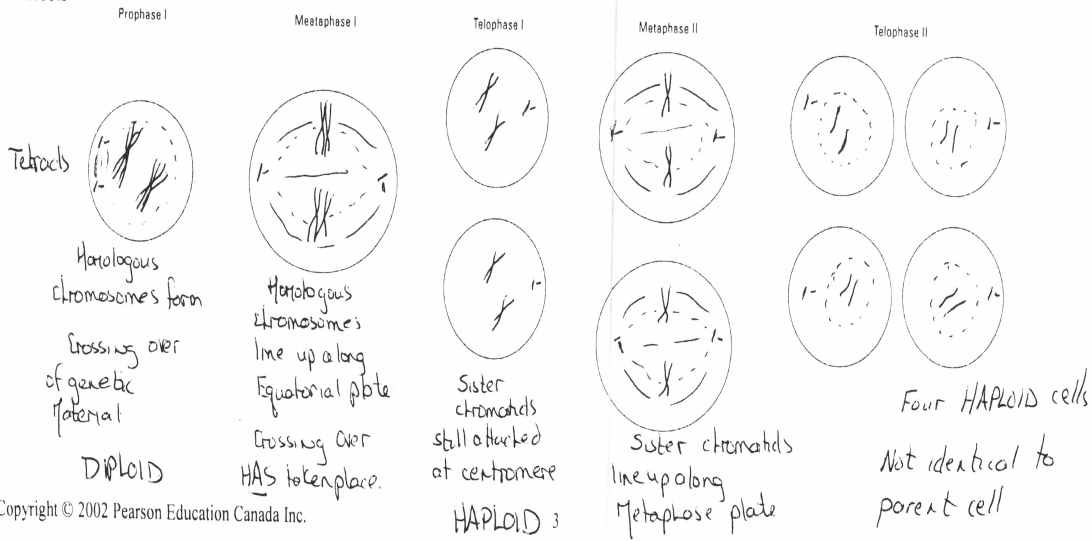 Prophase I
Meataphase I
Telophase I
Metaphase II
Telophase II
Tetrads
Homologous
chromosomes form
Crossing over
of genetic
Material
DIPLOID
Homologous
chromosomes
line up along
Equatorial plate
Crossing over
HAS taken place.
Sister
chromatids
still attached
at centromere
HAPLOID
Sister chromatids
line up along
Metaphase plate
Four HAPLOID cells
Not identical to
parent cell
Copyright © 2002 Pearson Education Canada Inc.
3